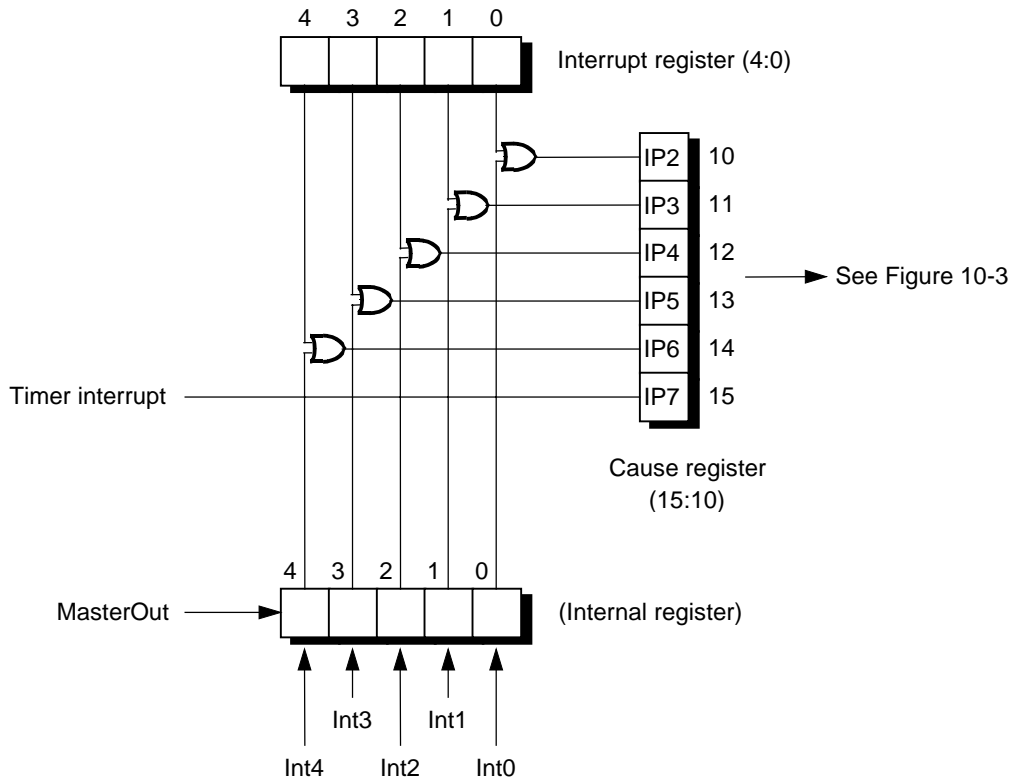 4 3 2 1 0
Interrupt register (4:0)
IP2 10
IP3 11
IP4 12
See Figure 10-3
IP5 13
IP6 14
Timer interrupt
IP7 15
Cause register
(15:10)
4 3 2 1 0
MasterOut
(Internal register)
Int3 Int1
Int4 Int2 Int0